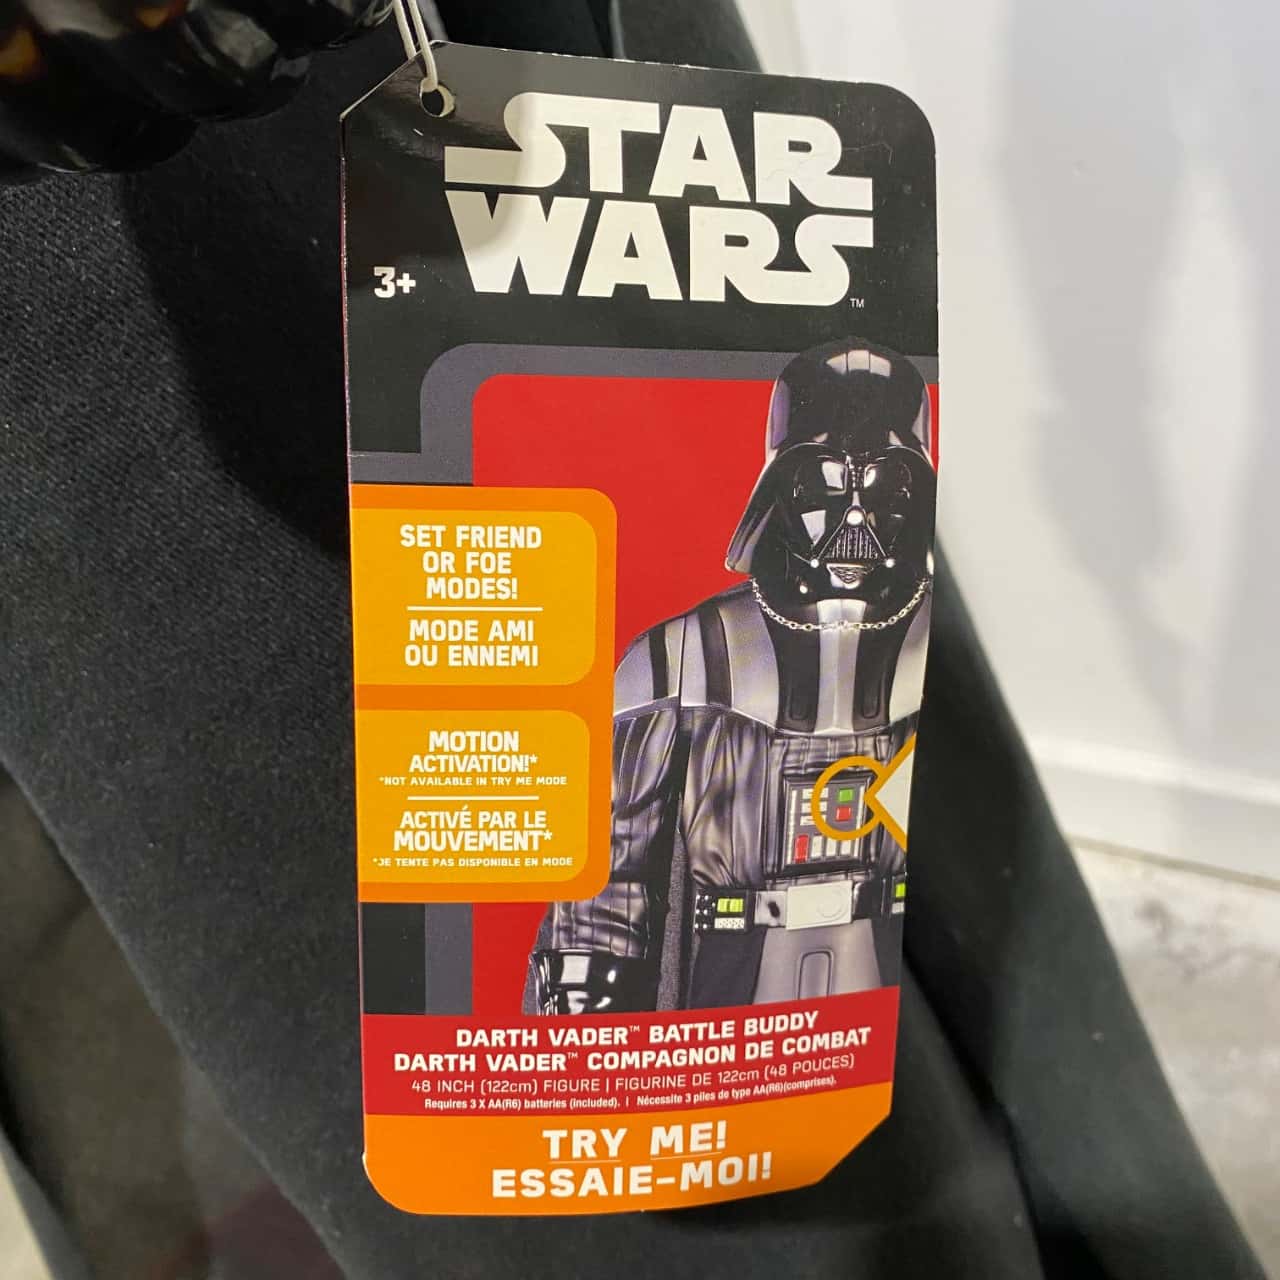 STAR
WARS
™
3+
SET FRIEND
OR FOE
MODES!
MODE AMI
OU ENNEMI
MOTION
ACTIVATION!*
*NOT AVAILABLE IN TRY ME MODE
ACTIVÉ PAR LE
MOUVEMENT*
*JE TENTE PAS DISPONIBLE EN MODE
DARTH VADER™ BATTLE BUDDY
DARTH VADER™ COMPAGNON DE COMBAT
48 INCH (122cm) FIGURE | FIGURINE DE 122cm (48 POUCES)
Requires 3 X AA(R6) batteries (included). | Nécessite 3 piles de type AA(R6)(comprises).
TRY ME!
ESSAIE-MOI!